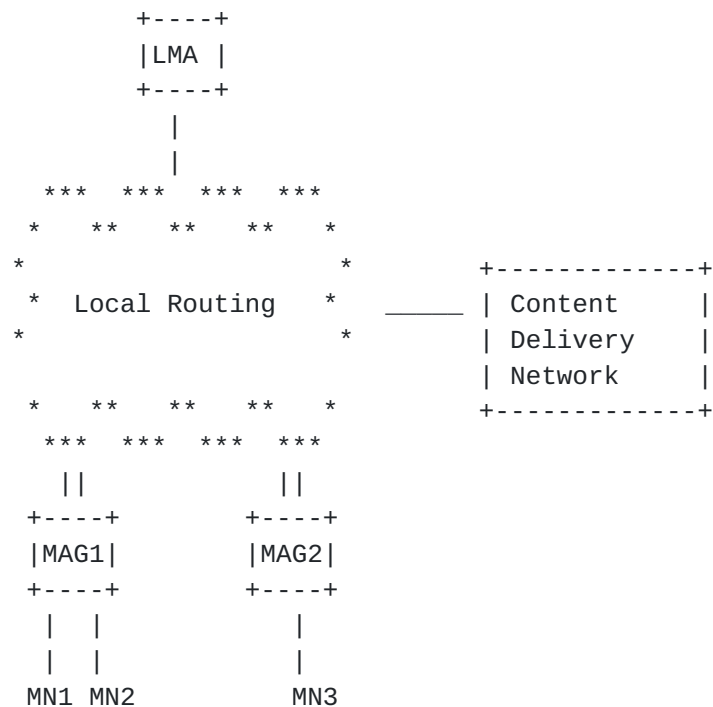 LMA
Local Routing
Content
Delivery
Network
MAG1 MAG2
MN1 MN2 MN3